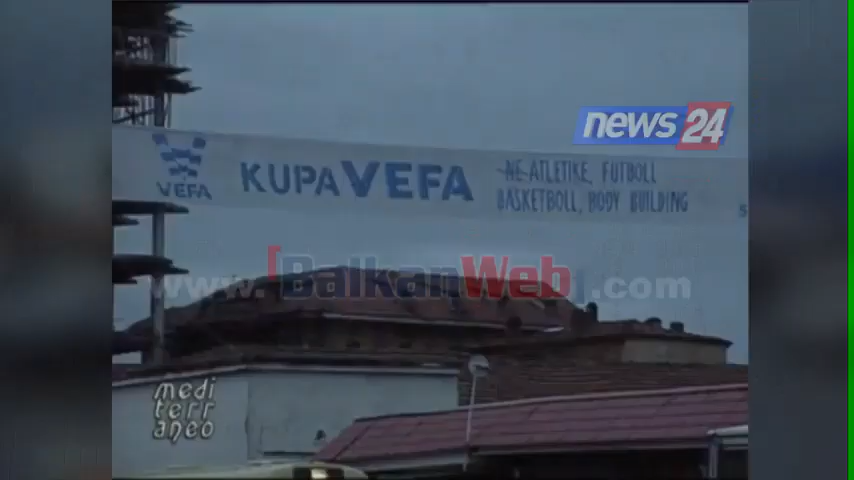 news 24
VEFA
KUPA VEFA
NE ATLETIKE, FUTBOLL
BASKETBOLL, BODY BUILDING
S
www.[BalkanWeb].com
medi
terr
aneo